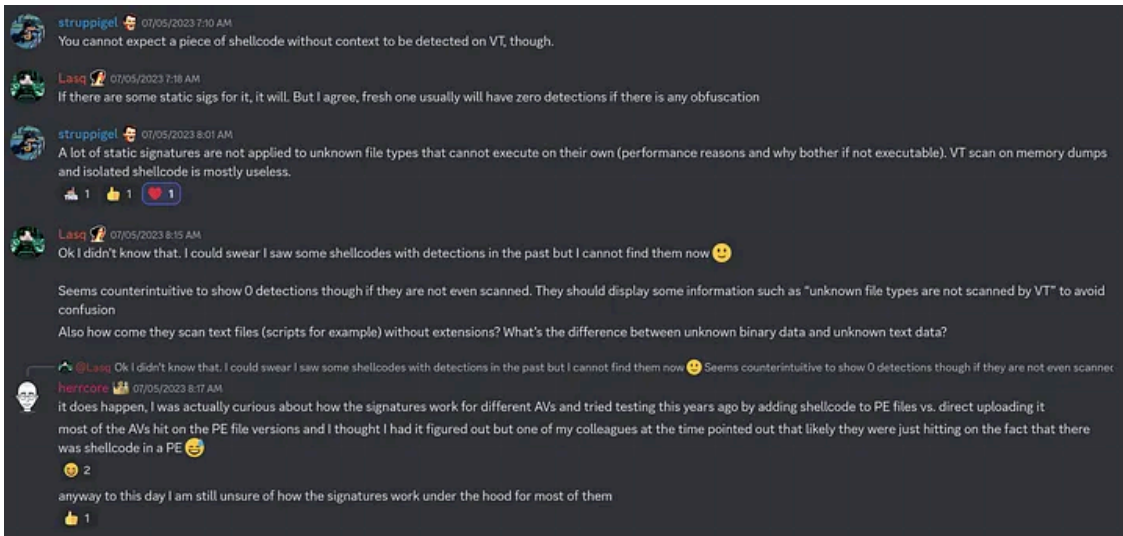 struppigel 07/05/2023 7:10 AM
You cannot expect a piece of shellcode without context to be detected on VT, though.
Lasq 07/05/2023 7:18 AM
If there are some static sigs for it, it will. But I agree, fresh one usually will have zero detections if there is any obfuscation
struppigel 07/05/2023 8:01 AM
A lot of static signatures are not applied to unknown file types that cannot execute on their own (performance reasons and why bother if not executable). VT scan on memory dumps
and isolated shellcode is mostly useless.
1 1 1
Lasq 07/05/2023 8:15 AM
Ok I didn't know that. I could swear I saw some shellcodes with detections in the past but I cannot find them now
Seems counterintuitive to show 0 detections though if they are not even scanned. They should display some information such as “unknown file types are not scanned by VT” to avoid
confusion
Also how come they scan text files (scripts for example) without extensions? What’s the difference between unknown binary data and unknown text data?
@Lasq Ok I didn't know that. I could swear I saw some shellcodes with detections in the past but I cannot find them now Seems counterintuitive to show 0 detections though if they are not even scanned
herrcore 07/05/2023 8:17 AM
it does happen, I was actually curious about how the signatures work for different AVs and tried testing this years ago by adding shellcode to PE files vs. direct uploading it
most of the AVs hit on the PE file versions and I thought I had it figured out but one of my colleagues at the time pointed out that likely they were just hitting on the fact that there
was shellcode in a PE
2
anyway to this day I am still unsure of how the signatures work under the hood for most of them
1